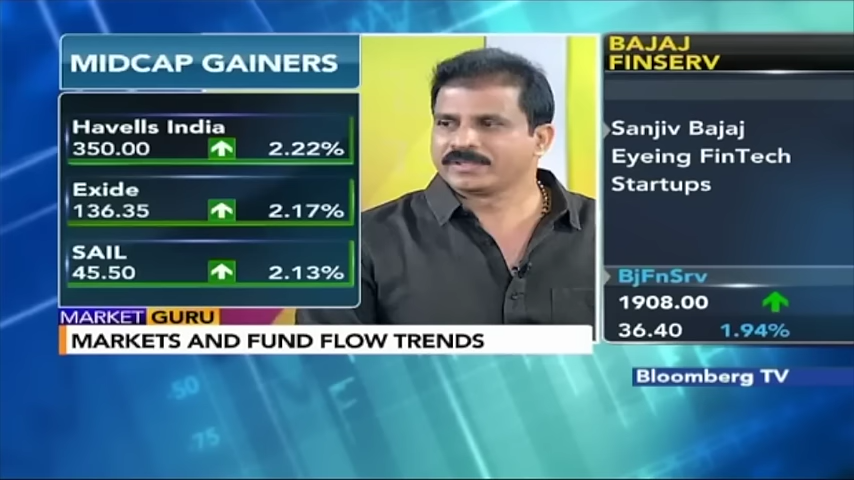 MIDCAP GAINERS
Havells India
350.00 2.22%
Exide
136.35 2.17%
SAIL
45.50 2.13%
MARKET GURU
MARKETS AND FUND FLOW TRENDS
BAJAJ
FINSERV
Sanjiv Bajaj
Eyeing FinTech
Startups
BjFnSrv
1908.00
36.40 1.94%
Bloomberg TV
-50
-75